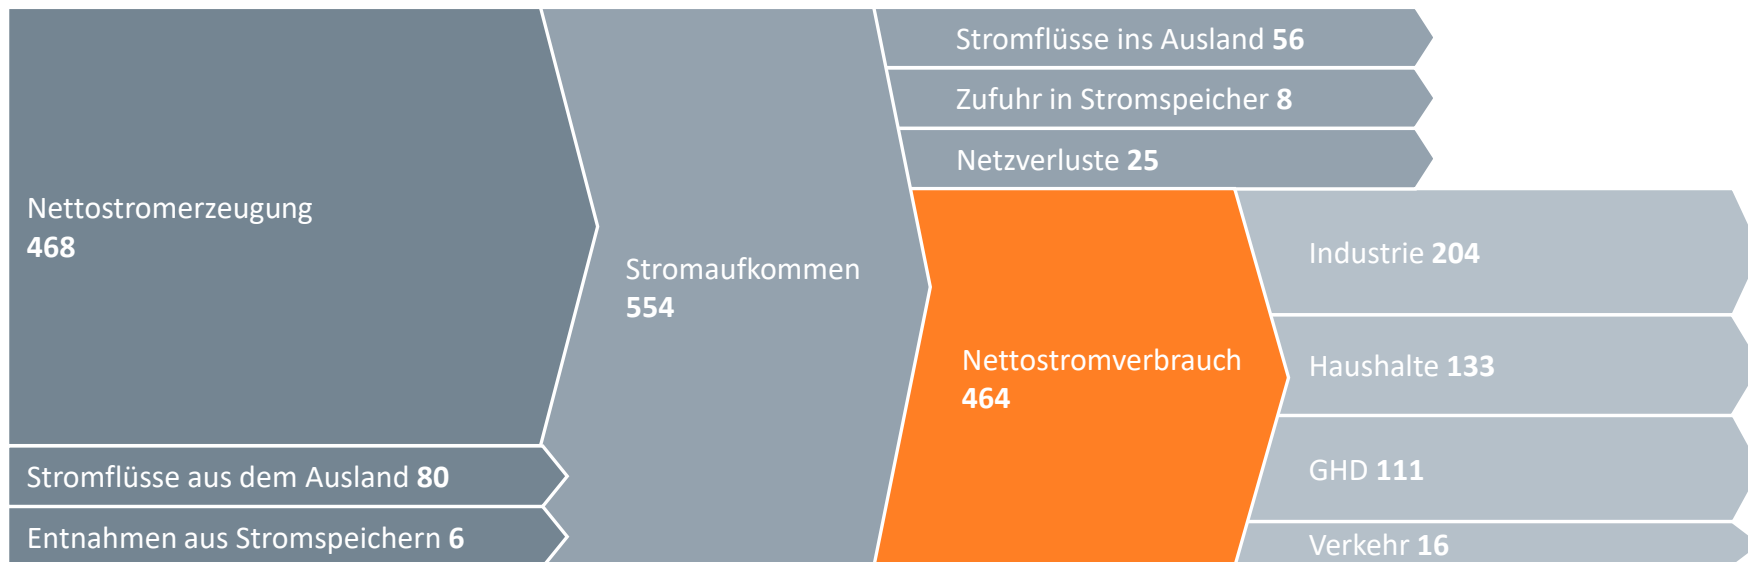 Nettostromerzeugung
468
Stromflüsse aus dem Ausland 80
Entnahmen aus Stromspeichern 6
Stromaufkommen
554
Stromflüsse ins Ausland 56
Zufuhr in Stromspeicher 8
Netzverluste 25
Nettostromverbrauch
464
Industrie 204
Haushalte 133
GHD 111
Verkehr 16